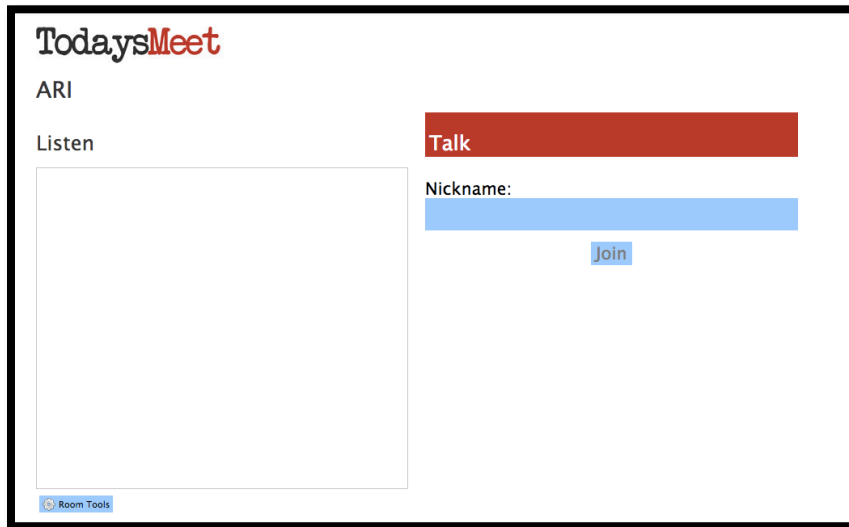 TodaysMeet
ARI
Listen
Talk
Nickname:
Join
Room Tools